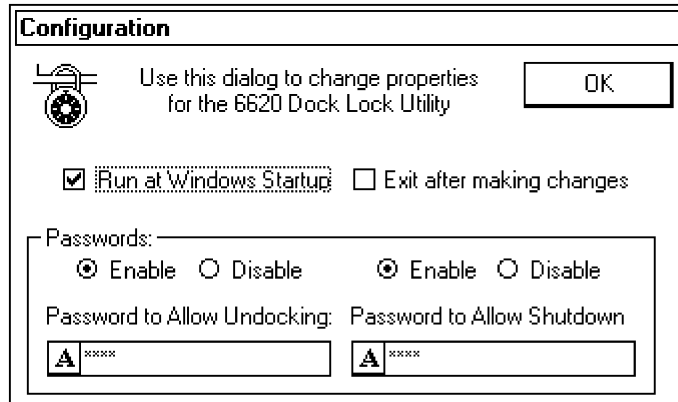 Configuration
Use this dialog to change properties
for the 6620 Dock Lock Utility
OK
Run at Windows Startup
Exit after making changes
Passwords:
Enable Disable
Enable Disable
Password to Allow Undocking:
Password to Allow Shutdown
A ****
A ****